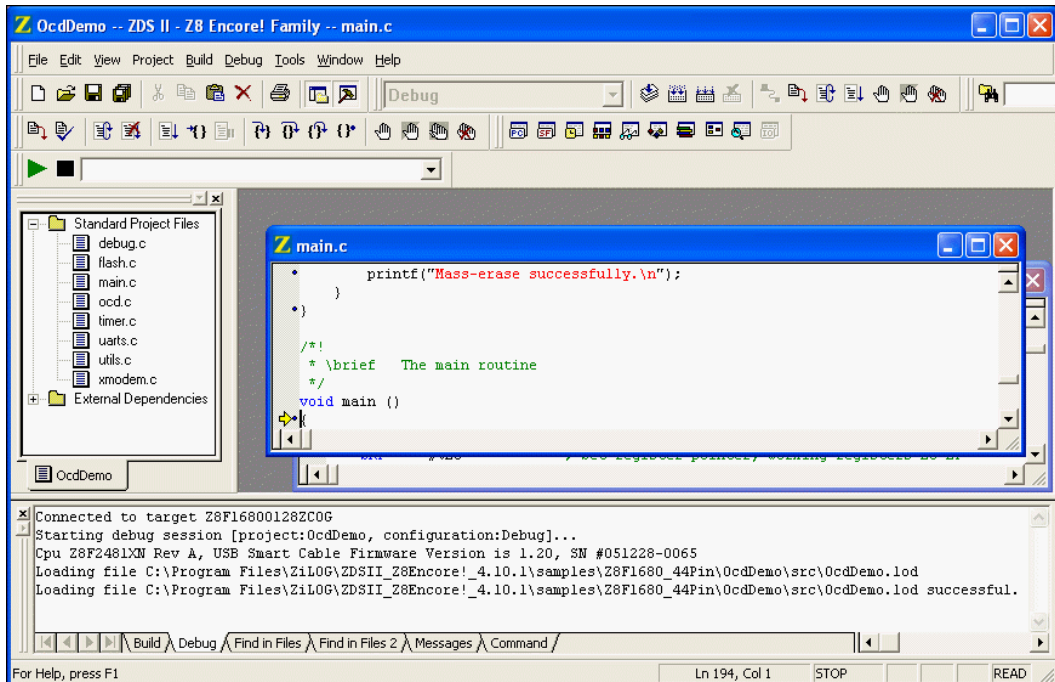 OcdDemo -- ZDS II - Z8 Encore! Family -- main.c
File Edit View Project Build Debug Tools Window Help
Debug
Standard Project Files
debug.c
flash.c
main.c
ocd.c
timer.c
uarts.c
utils.c
xmodem.c
External Dependencies
OcdDemo
main.c
printf("Mass-erase successfully.\n");
}
}
/*!
* \brief The main routine
*/
void main ()
{
Connected to target Z8F16800128ZCOG
Starting debug session [project:OcdDemo, configuration:Debug]...
Cpu Z8F2481XN Rev A, USB Smart Cable Firmware Version is 1.20, SN #051228-0065
Loading file C:\Program Files\ZiLOG\ZDSII_Z8Encore!_4.10.1\samples\Z8F1680_44Pin\OcdDemo\src\OcdDemo.lod
Loading file C:\Program Files\ZiLOG\ZDSII_Z8Encore!_4.10.1\samples\Z8F1680_44Pin\OcdDemo\src\OcdDemo.lod successful.
Build Debug Find in Files Find in Files 2 Messages Command
For Help, press F1 Ln 194, Col 1 STOP READ